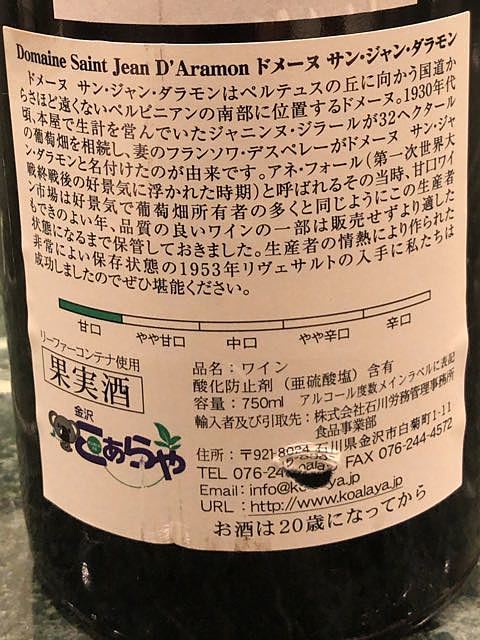 Domaine Saint Jean D'Aramon ドメーヌ サン・ジャン・ダラモン
ドメーヌ サン・ジャン・ダラモンはペルテュスの丘に向かう国道か
らさほど遠くないペルピニアンの南部に位置するドメーヌ。1930年代
頃、本屋で生計を営んでいたジャニンヌ・ジラールが32ヘクタール
の葡萄畑を相続し、妻のフランソワ・デスペレーがドメーヌ サン・ジャ
ン・ダラモンと名付けたのが由来です。アネ・フォール（第一次世界大
戦終戦後の好景気に浮かれた時期）と呼ばれるその当時、甘口ワイ
ン市場は好景気で葡萄畑所有者の多くと同じようにこの生産者
もできのよい年、品質の良いワインの一部は販売せずより適した
状態になるまで保管しておきました。生産者の情熱により作られた
非常によい保存状態の1953年リヴェサルトの入手に私たちは
成功しましたのでぜひ堪能ください。
甘口 やや甘口 中口 やや辛口 辛口
リーファーコンテナ使用
果実酒
金沢
こあらや
品名：ワイン
酸化防止剤（亜硫酸塩）含有
容量：750ml アルコール度数メインラベルに表記
輸入者及び引取先：株式会社石川労務管理事務所
食品事業部
住所：〒921- 石川県金沢市白菊町1-11
TEL 076-24 FAX 076-244-4572
Email：info@koalaya.jp
URL：http://www.koalaya.jp
お酒は20歳になってから